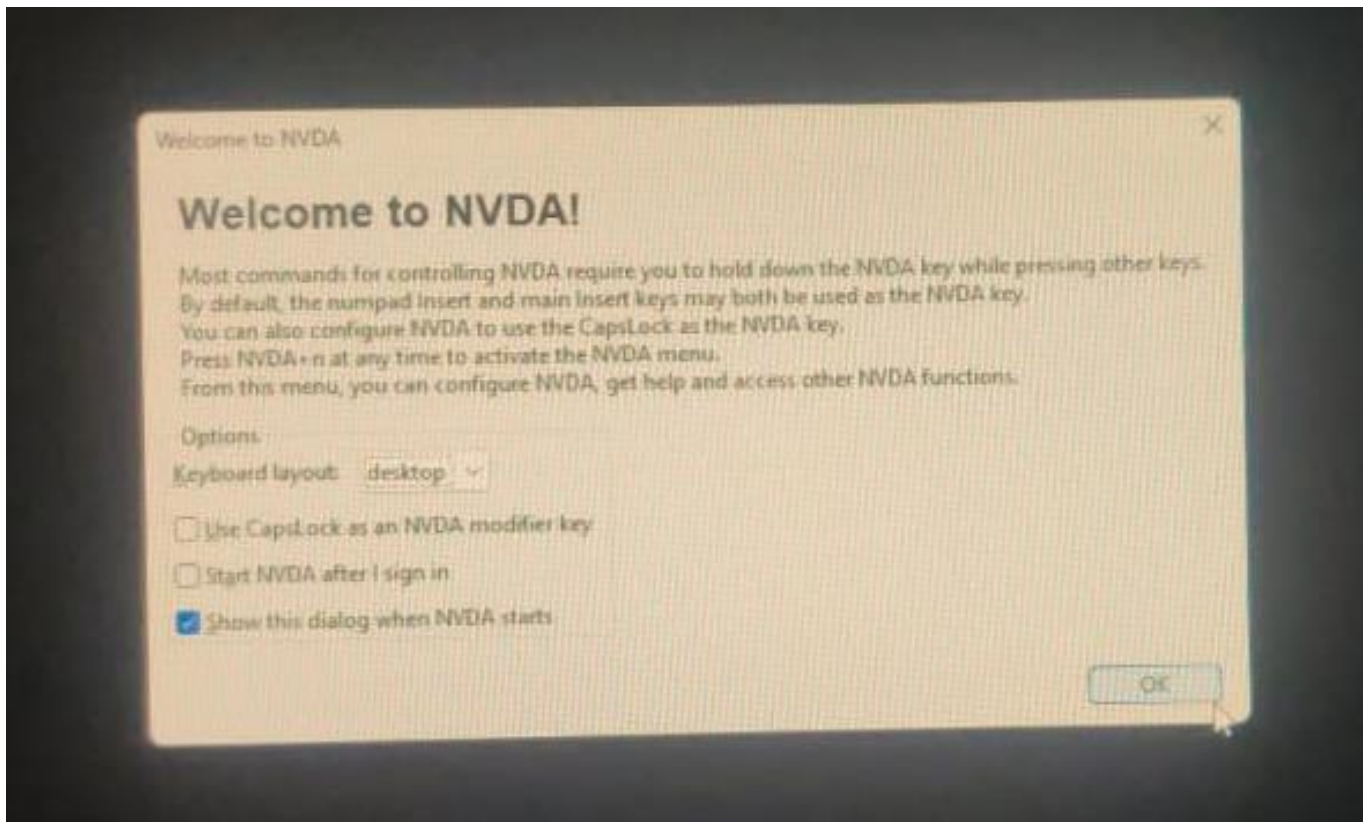 Welcome to NVDA
Welcome to NVDA!
Most commands for controlling NVDA require you to hold down the NVDA key while pressing other keys.
By default, the numpad Insert and main Insert keys may both be used as the NVDA key.
You can also configure NVDA to use the CapsLock as the NVDA key.
Press NVDA+n at any time to activate the NVDA menu.
From this menu, you can configure NVDA, get help and access other NVDA functions.
Options
Keyboard layout: desktop
Use CapsLock as an NVDA modifier key
Start NVDA after I sign in
Show this dialog when NVDA starts
OK